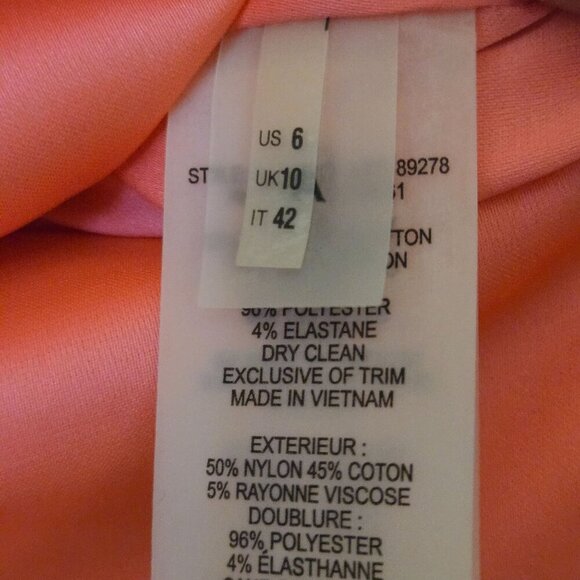 US 6
UK 10
IT 42
89278
96% POLYESTER
4% ELASTANE
DRY CLEAN
EXCLUSIVE OF TRIM
MADE IN VIETNAM
EXTERIEUR :
50% NYLON 45% COTON
5% RAYONNE VISCOSE
DOUBLURE :
96% POLYESTER
4% ÉLASTHANNE